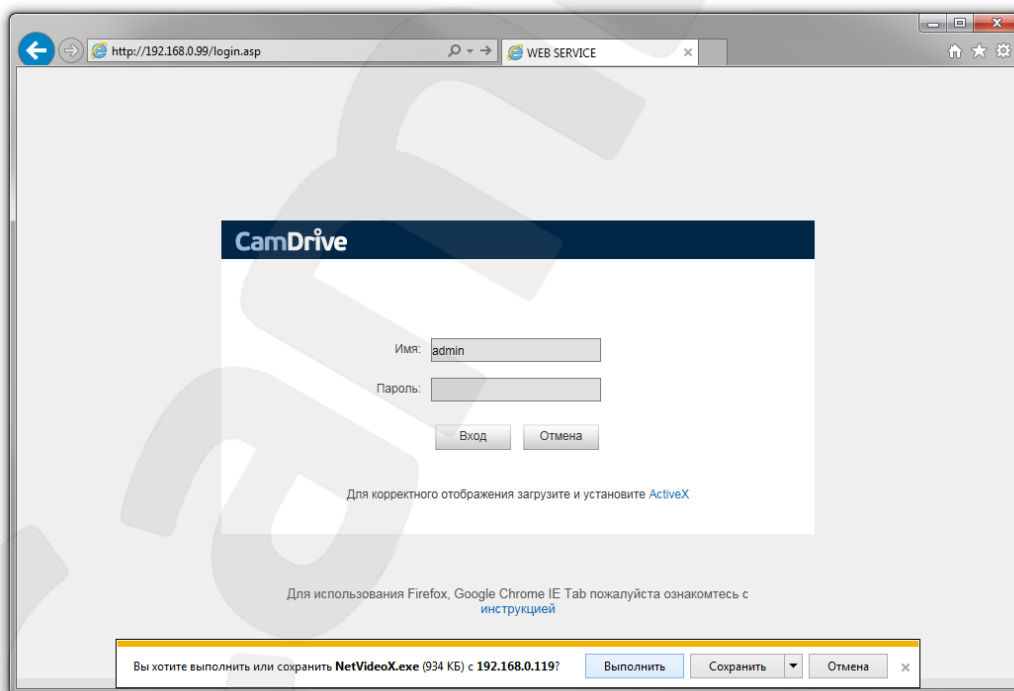 http://192.168.0.99/login.asp
WEB SERVICE
CamDrive
Имя: admin
Пароль:
Вход Отмена
Для корректного отображения загрузите и установите ActiveX
Для использования Firefox, Google Chrome IE Tab пожалуйста ознакомтесь с
инструкцией
Вы хотите выполнить или сохранить NetVideoX.exe (934 КБ) с 192.168.0.119? Выполнить Сохранить Отмена